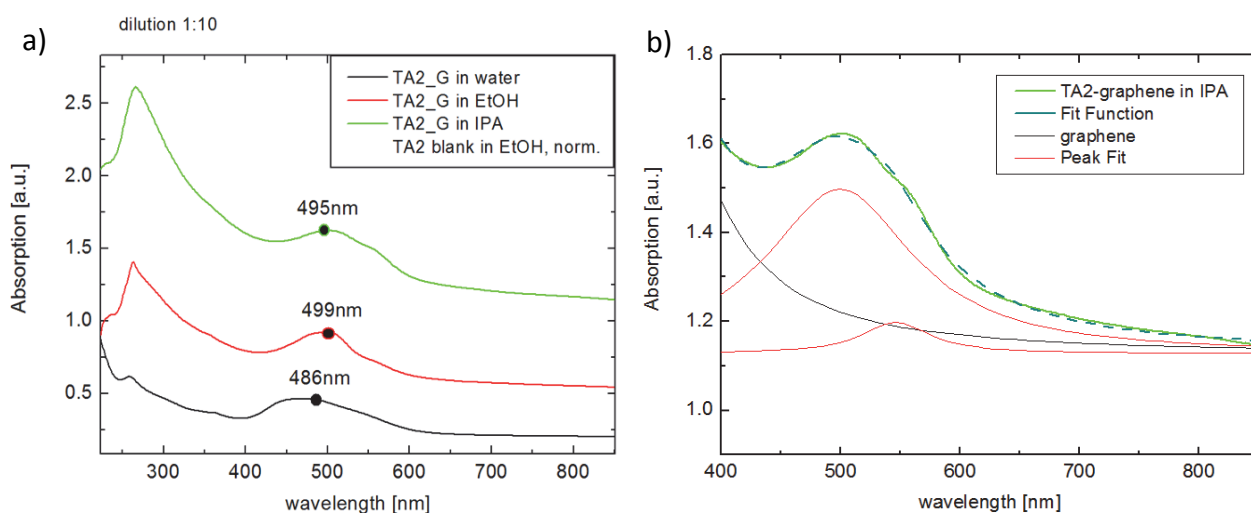 dilution 1:10
a)
TA2_G in water
TA2_G in EtOH
TA2_G in IPA
TA2 blank in EtOH, norm.
495nm
499nm
486nm
2.5
2.0
1.5
1.0
0.5
Absorption [a.u.]
300 400 500 600 700 800
wavelength [nm]
b)
TA2-graphene in IPA
Fit Function
graphene
Peak Fit
1.8
1.6
1.4
1.2
1.0
Absorption [a.u.]
400 500 600 700 800
wavelength [nm]